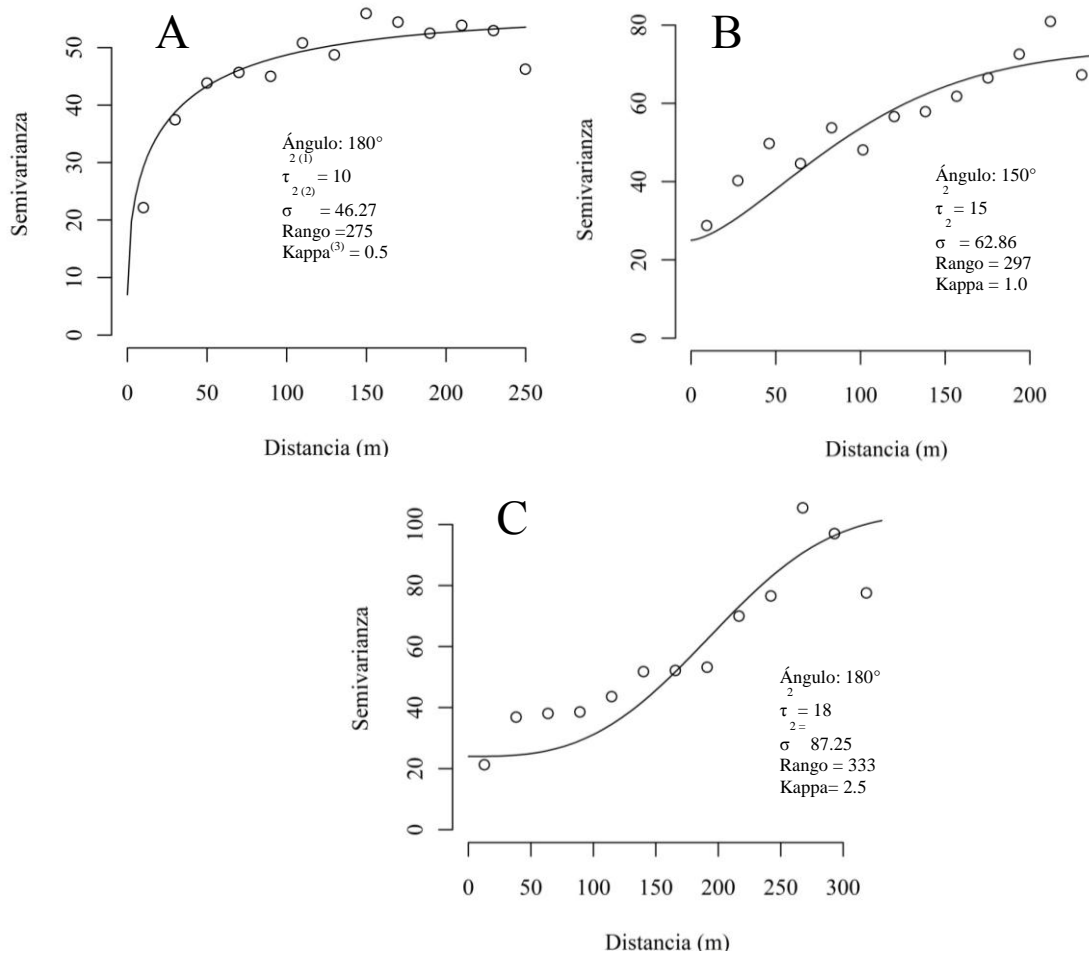 A
Semivarianza
50
40
30
20
10
0
Ángulo: 180°
τ2 (1) = 10
σ2 (2) = 46.27
Rango =275
Kappa(3) = 0.5
0 50 100 150 200 250
Distancia (m)
B
Semivarianza
80
60
40
20
0
Ángulo: 150°
τ2 = 15
σ2 = 62.86
Rango = 297
Kappa = 1.0
0 50 100 150 200
Distancia (m)
C
Semivarianza
100
80
60
40
20
0
Ángulo: 180°
τ2 = 18
σ2 = 87.25
Rango = 333
Kappa= 2.5
0 50 100 150 200 250 300
Distancia (m)